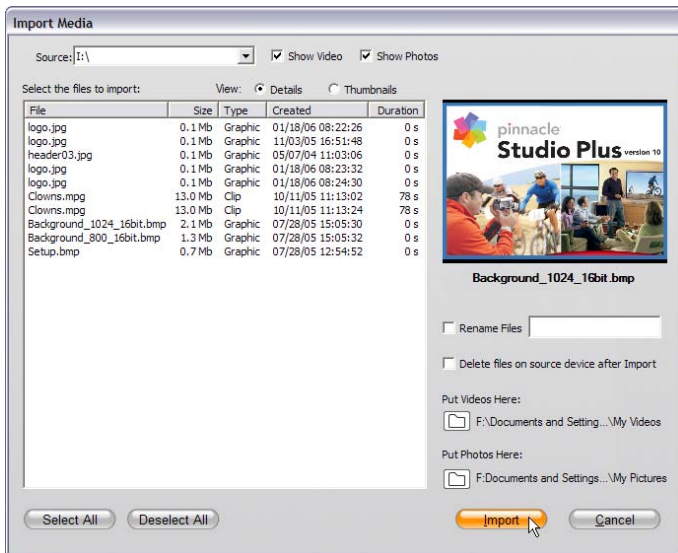 Import Media
Source: I:\ Show Video Show Photos
Select the files to import: View: Details Thumbnails
File Size Type Created Duration
logo.jpg 0.1 Mb Graphic 01/18/06 08:22:26 0 s
logo.jpg 0.1 Mb Graphic 11/03/05 16:51:48 0 s
header03.jpg 0.1 Mb Graphic 05/07/04 11:03:06 0 s
logo.jpg 0.1 Mb Graphic 01/18/06 08:23:32 0 s
logo.jpg 0.1 Mb Graphic 01/18/06 08:24:30 0 s
Clowns.mpg 13.0 Mb Clip 10/11/05 11:13:02 78 s
Clowns.mpg 13.0 Mb Clip 10/11/05 11:13:24 78 s
Background_1024_16bit.bmp 2.1 Mb Graphic 07/28/05 15:05:30 0 s
Background_800_16bit.bmp 1.3 Mb Graphic 07/28/05 15:05:32 0 s
Setup.bmp 0.7 Mb Graphic 07/28/05 12:54:52 0 s
pinnacle
Studio Plus version 10
Background_1024_16bit.bmp
Rename Files
Delete files on source device after Import
Put Videos Here:
F:\Documents and Setting...\My Videos
Put Photos Here:
F:Documents and Settings...\My Pictures
Select All Deselect All Import Cancel